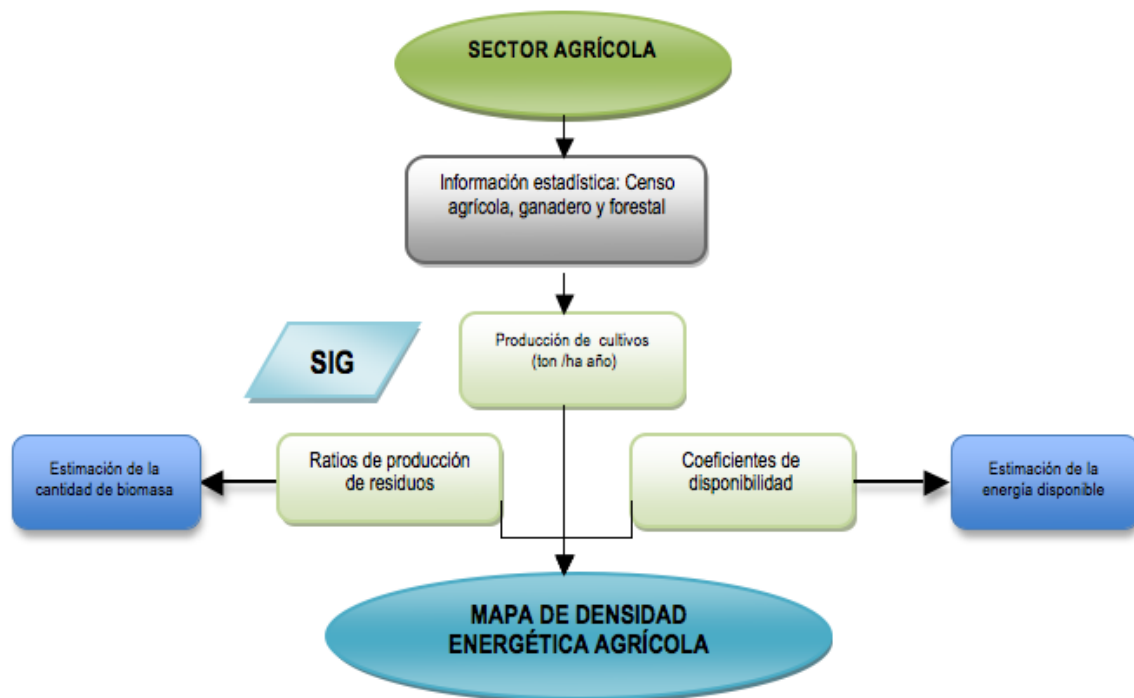 SECTOR AGRÍCOLA
Información estadística: Censo
agrícola, ganadero y forestal
Producción de cultivos
(ton /ha año)
SIG
Estimación de la
cantidad de biomasa
Ratios de producción
de residuos
Coeficientes de
disponibilidad
Estimación de la
energía disponible
MAPA DE DENSIDAD
ENERGÉTICA AGRÍCOLA